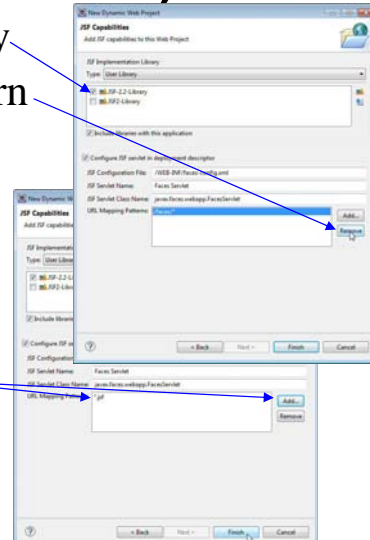 y
rn
New Dynamic Web Project
JSF Capabilities
Add JSF capabilities to this Web Project
JSF Implementation Library
Type: User Library
JSF-2.2-Library
JSF2-Library
Include libraries with this application
Configure JSF servlet in deployment descriptor
JSF Configuration File: /WEB-INF/faces-config.xml
JSF Servlet Name: Faces Servlet
JSF Servlet Class Name: javax.faces.webapp.FacesServlet
URL Mapping Patterns: /faces/*
Add...
Remove
< Back Next > Finish Cancel
New Dynamic W
JSF Capabilities
Add JSF capabilitie
JSF Implementati
Type: User Libra
JSF-2.2-Li
JSF2-Libra
Include librarie
Configure JSF se
JSF Configuration
JSF Servlet Name: Faces Servlet
JSF Servlet Class Name: javax.faces.webapp.FacesServlet
URL Mapping Patterns: *.jsf
Add...
Remove
< Back Next > Finish Cancel